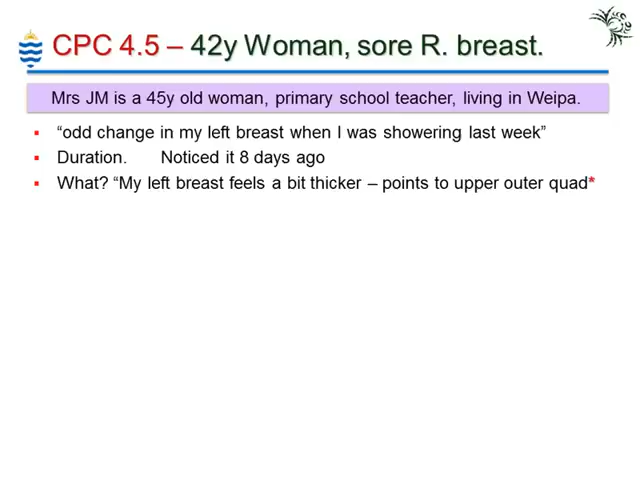 CPC 4.5 – 42y Woman, sore R. breast.
Mrs JM is a 45y old woman, primary school teacher, living in Weipa.
▪ “odd change in my left breast when I was showering last week”
▪ Duration. Noticed it 8 days ago
▪ What? “My left breast feels a bit thicker – points to upper outer quad*